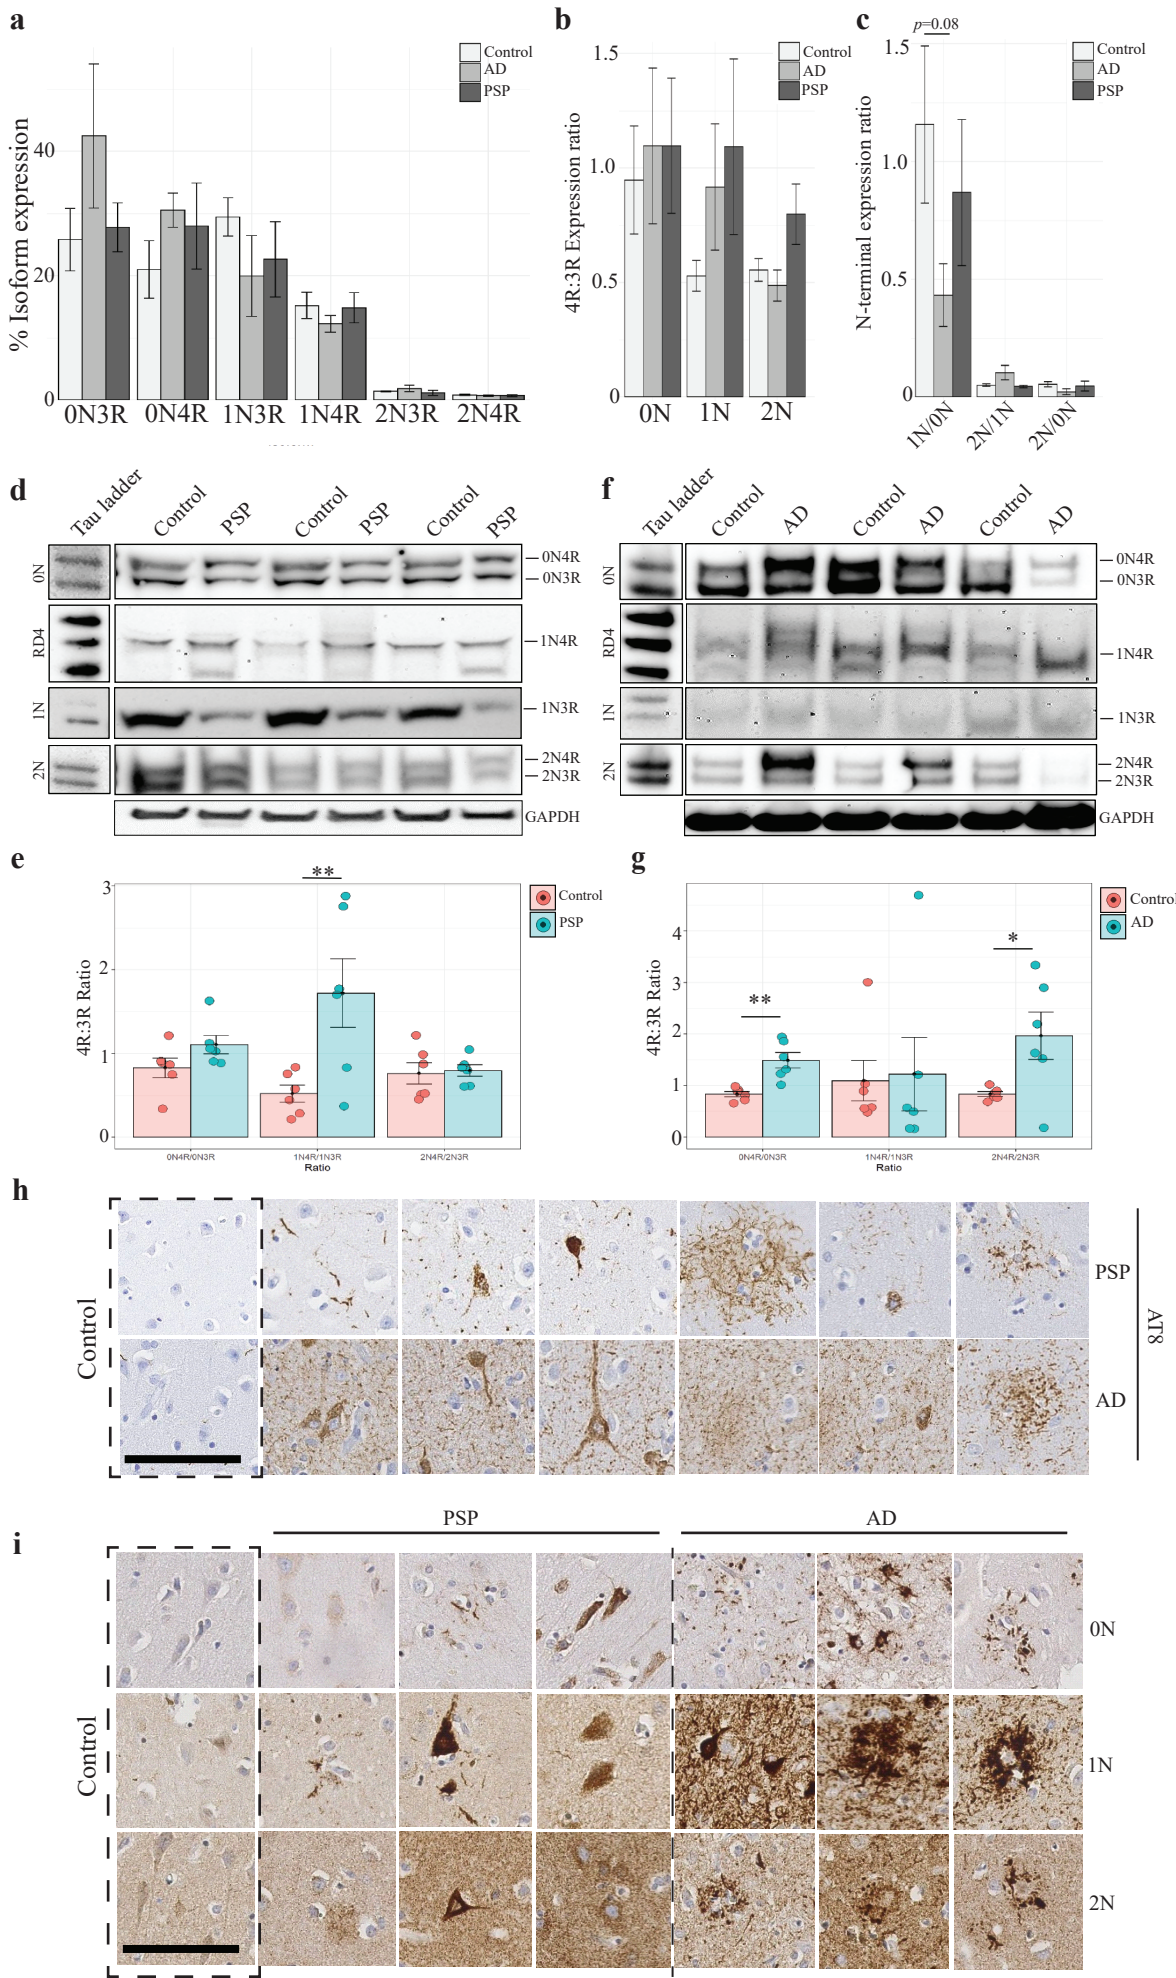 a
Control
AD
PSP
% Isoform expression
40
20
0
0N3R 0N4R 1N3R 1N4R 2N3R 2N4R
b
Control
AD
PSP
4R:3R Expression ratio
1.5
1.0
0.5
0
0N 1N 2N
c
p=0.08
Control
AD
PSP
N-terminal expression ratio
1.5
1.0
0.5
0
1N/0N 2N/1N 2N/0N
d
Tau ladder Control PSP Control PSP Control PSP
0N
0N4R
0N3R
RD4
1N4R
1N
1N3R
2N
2N4R
2N3R
GAPDH
f
Tau ladder Control AD Control AD Control AD
0N
0N4R
0N3R
RD4
1N4R
1N
1N3R
2N
2N4R
2N3R
GAPDH
e
**
Control
PSP
4R:3R Ratio
3
2
1
0
0N4R/0N3R 1N4R/1N3R 2N4R/2N3R
Ratio
g
** *
Control
AD
4R:3R Ratio
4
3
2
1
0
0N4R/0N3R 1N4R/1N3R 2N4R/2N3R
Ratio
h
Control
PSP
AD
AT8
i
PSP AD
Control
0N
1N
2N